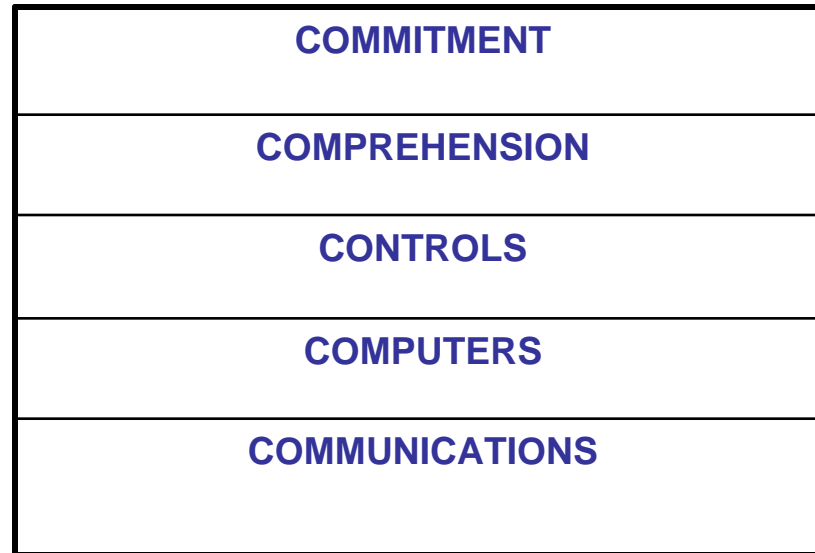 COMMITMENT
COMPREHENSION
CONTROLS
COMPUTERS
COMMUNICATIONS